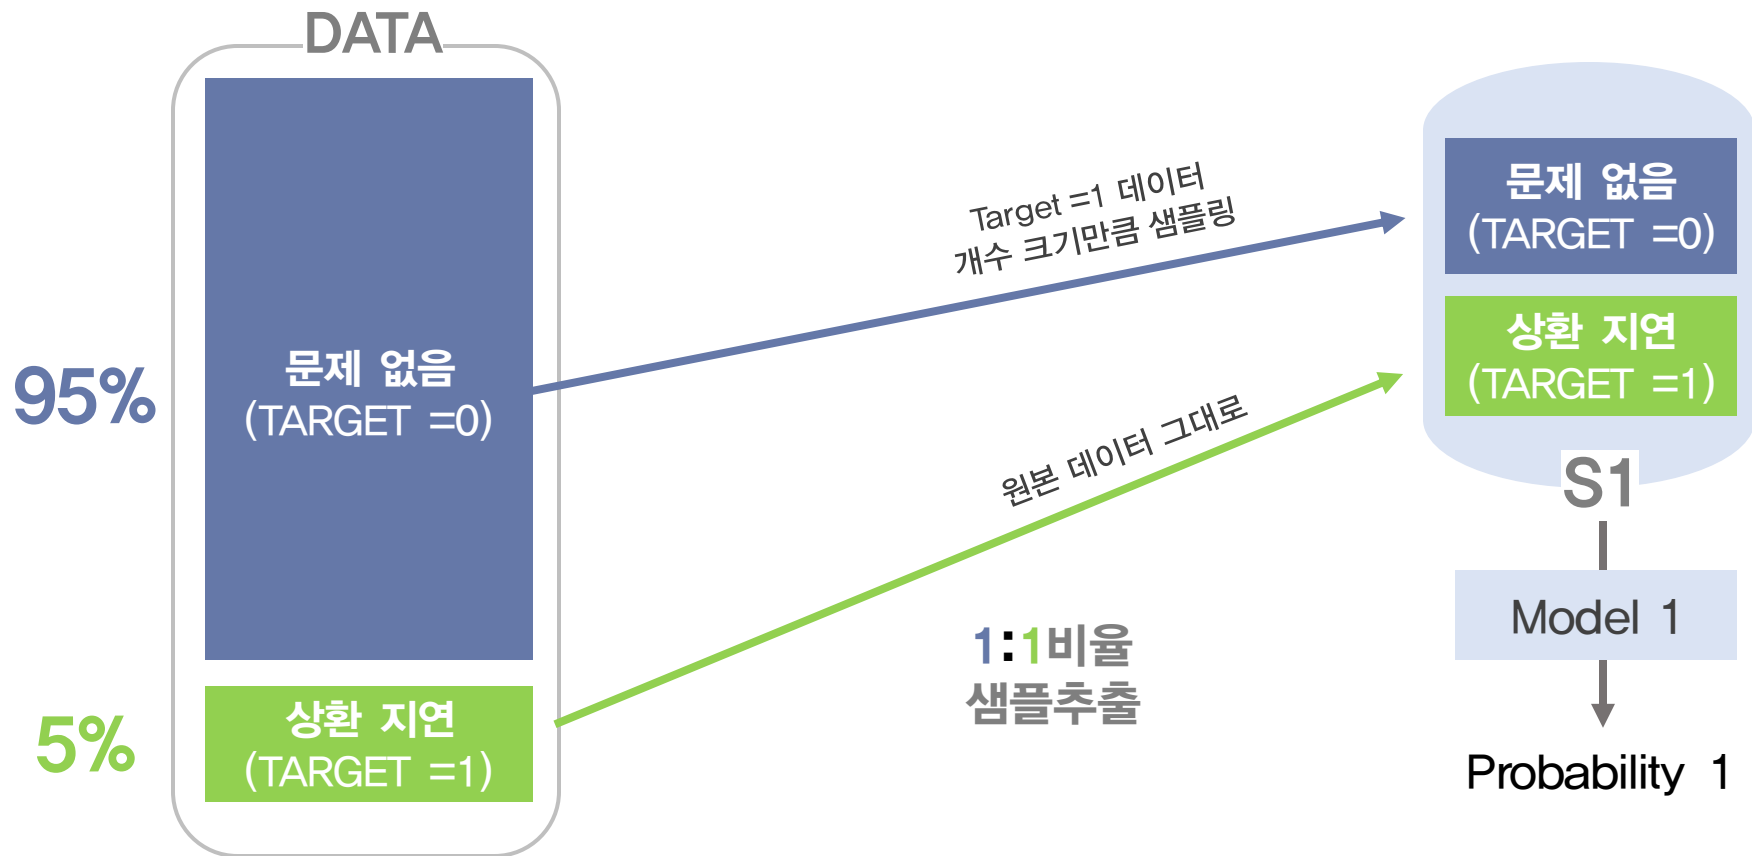 DATA
95%
문제 없음
(TARGET =0)
5%
상환 지연
(TARGET =1)
Target =1 데이터
개수 크기만큼 샘플링
원본 데이터 그대로
1:1비율
샘플추출
문제 없음
(TARGET =0)
상환 지연
(TARGET =1)
S1
Model 1
Probability 1